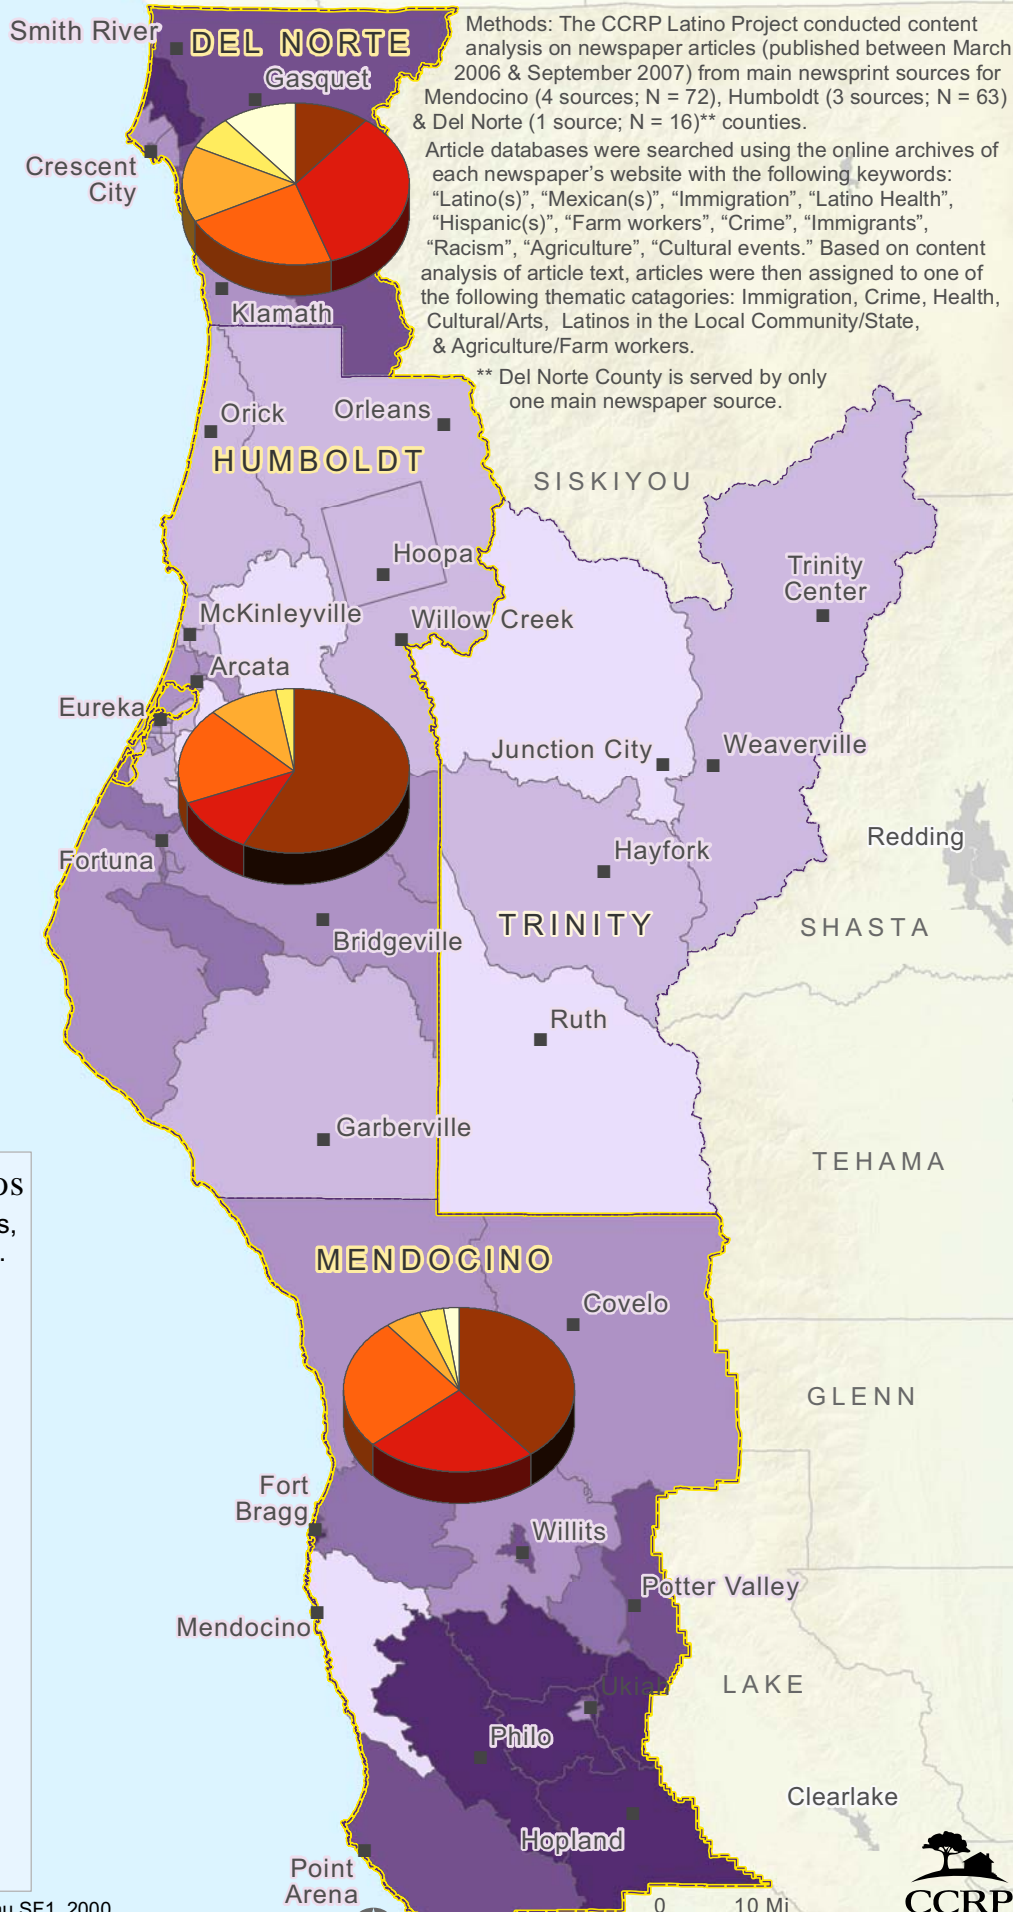 Smith River
DEL NORTE
Gasquet
Crescent
City
Klamath
Methods: The CCRP Latino Project conducted content
analysis on newspaper articles (published between March
2006 & September 2007) from main newsprint sources for
Mendocino (4 sources; N = 72), Humboldt (3 sources; N = 63)
& Del Norte (1 source; N = 16)** counties.
Article databases were searched using the online archives of
each newspaper's website with the following keywords:
“Latino(s)”, “Mexican(s)”, “Immigration”, “Latino Health”,
“Hispanic(s)”, “Farm workers”, “Crime”, “Immigrants”,
“Racism”, “Agriculture”, “Cultural events.” Based on content
analysis of article text, articles were then assigned to one of
the following thematic catagories: Immigration, Crime, Health,
Cultural/Arts, Latinos in the Local Community/State,
& Agriculture/Farm workers.
** Del Norte County is served by only
one main newspaper source.
Orick
Orleans
HUMBOLDT
SISKIYOU
Hoopa
Trinity
Center
McKinleyville
Willow Creek
Arcata
Eureka
Junction City
Weaverville
Fortuna
Hayfork
Redding
TRINITY
SHASTA
Bridgeville
Ruth
Garberville
TEHAMA
os
s,
.
MENDOCINO
Covelo
GLENN
Fort
Bragg
Willits
Potter Valley
Mendocino
Ukiah
LAKE
Philo
Clearlake
Hopland
Point
Arena
au SF1, 2000
0 10 Mi
CCRP